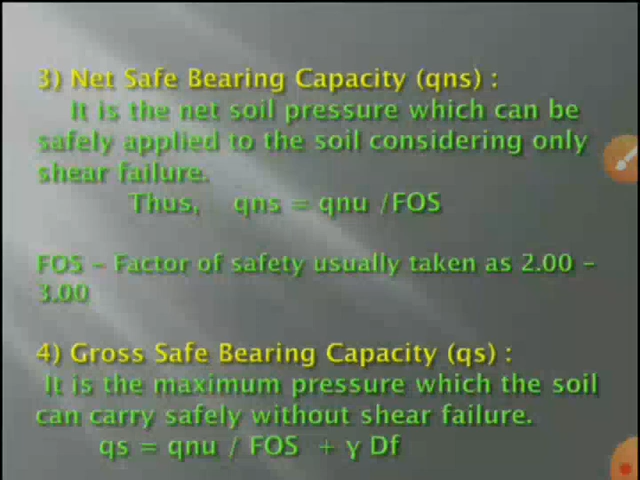 3) Net Safe Bearing Capacity (qns) :
It is the net soil pressure which can be
safely applied to the soil considering only
shear failure.
Thus, qns = qnu /FOS
FOS - Factor of safety usually taken as 2.00 -
3.00
4) Gross Safe Bearing Capacity (qs) :
It is the maximum pressure which the soil
can carry safely without shear failure.
qs = qnu / FOS + γ Df